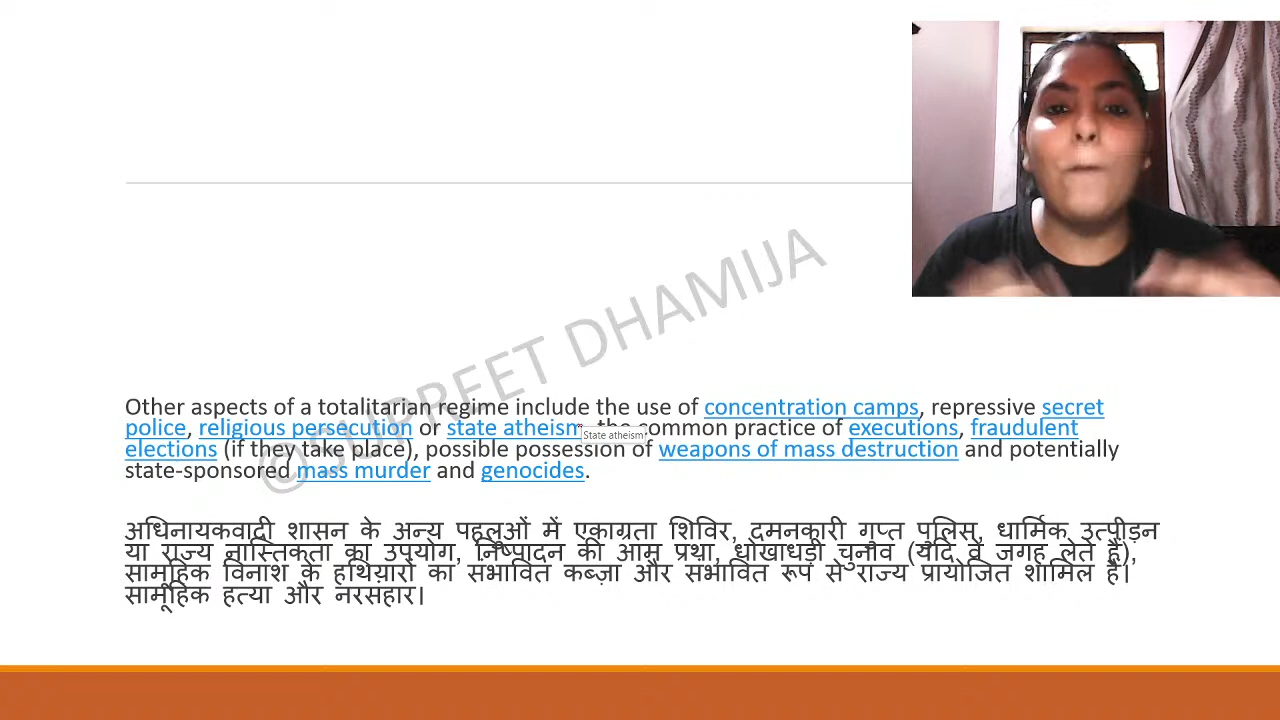 ©SUPREET DHAMIJA
Other aspects of a totalitarian regime include the use of concentration camps, repressive secret
police, religious persecution or state atheism, the common practice of executions, fraudulent
elections (if they take place), possible possession of weapons of mass destruction and potentially
state-sponsored mass murder and genocides.
State atheism
अधिनायकवादी शासन के अन्य पहलुओं में एकाग्रता शिविर, दमनकारी गुप्त पुलिस, धार्मिक उत्पीड़न
या राज्य नास्तिकता का उपयोग, निष्पादन की आम प्रथा, धोखाधड़ी चुनाव (यदि वे जगह लेते हैं),
सामूहिक विनाश के हथियारों का संभावित कब्ज़ा और संभावित रूप से राज्य प्रायोजित शामिल हैं।
सामूहिक हत्या और नरसंहार।